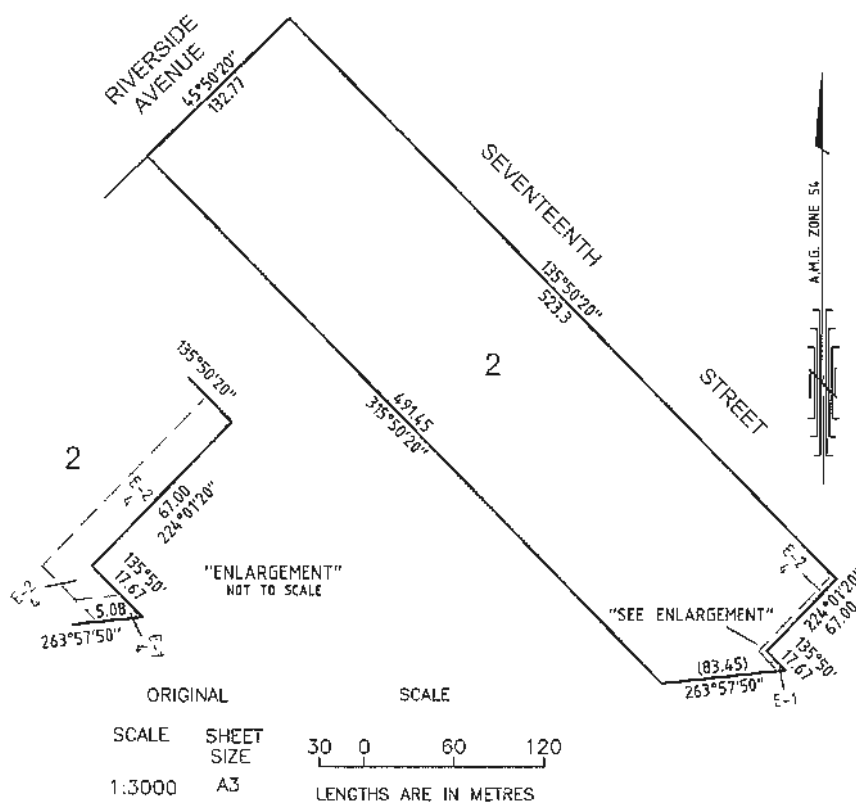 RIVERSIDE
AVENUE
45°50'20"
132.77
SEVENTEENTH
STREET
135°50'20"
523.3
2
491.45
315°50'20"
A.M.G. ZONE 54
135°50'20"
2
E-2
4
67.00
224°01'20"
135°50'
17.67
E-2
4
5.08
263°57'50"
E-1
4
"ENLARGEMENT"
NOT TO SCALE
E-2
4
"SEE ENLARGEMENT"
224°01'20"
67.00
135°50'
17.67
(83.45)
263°57'50"
E-1
ORIGINAL
SCALE
SCALE
SHEET
SIZE
1:3000
A3
30 0 60 120
LENGTHS ARE IN METRES